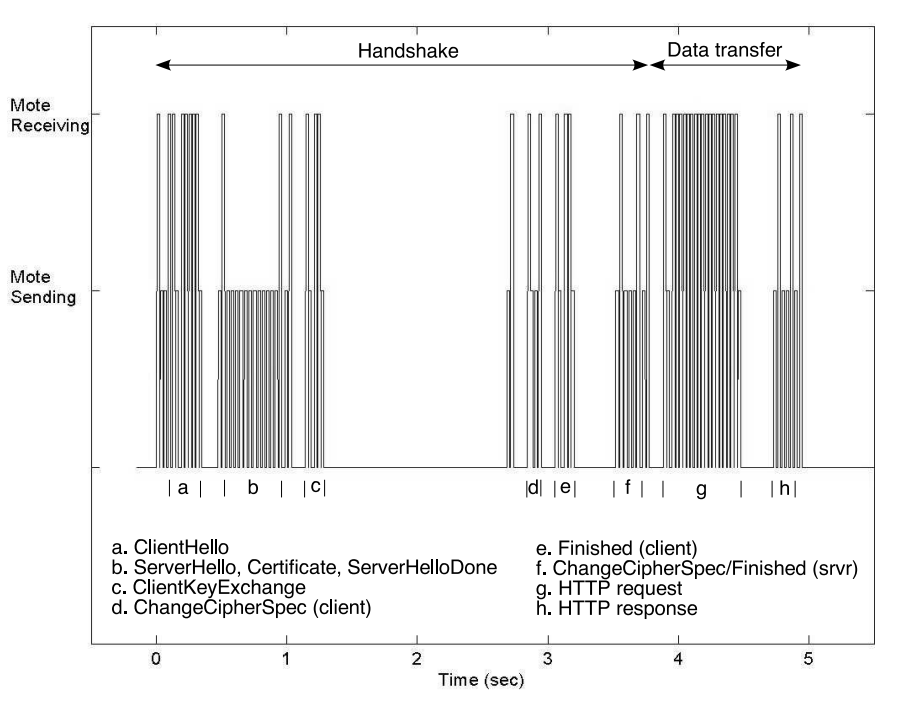 Handshake
Data transfer
Mote
Receiving
Mote
Sending
a
b
c
d
e
f
g
h
a. ClientHello
b. ServerHello, Certificate, ServerHelloDone
c. ClientKeyExchange
d. ChangeCipherSpec (client)
e. Finished (client)
f. ChangeCipherSpec/Finished (srvr)
g. HTTP request
h. HTTP response
0
1
2
3
4
5
Time (sec)